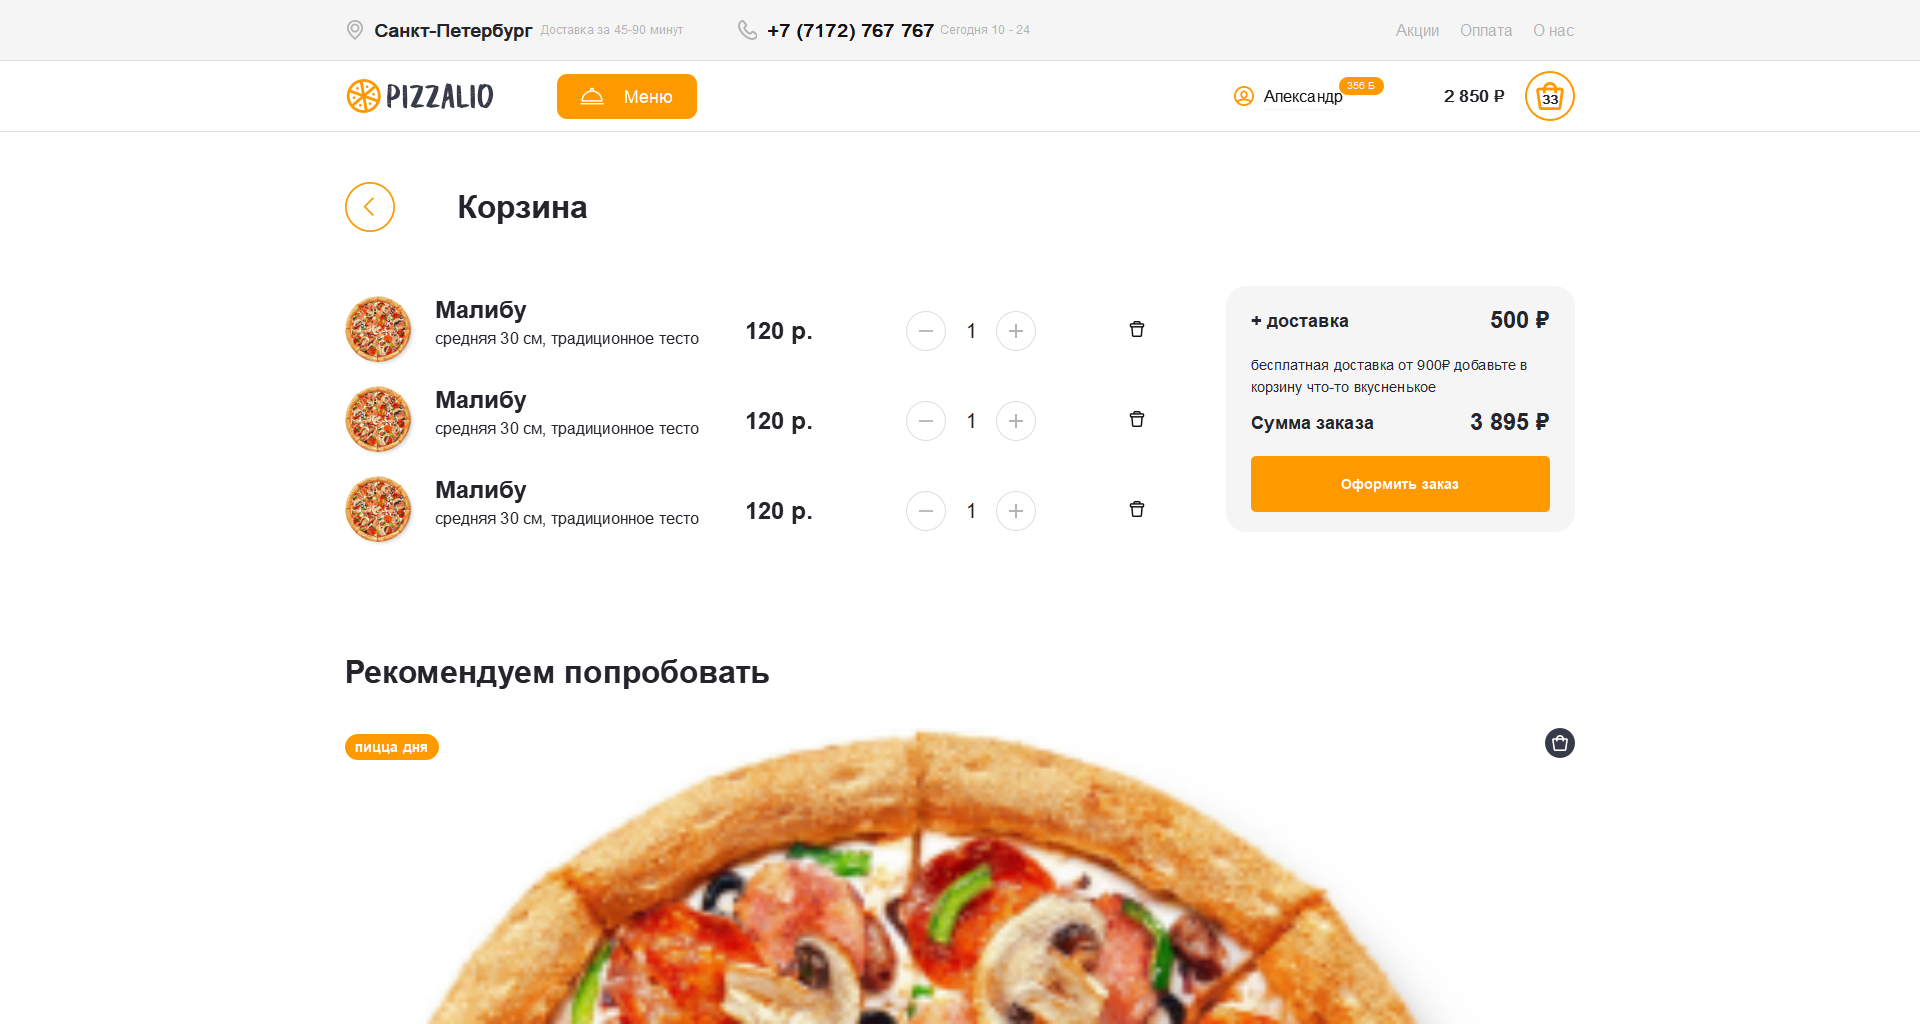 Санкт-Петербург Доставка за 45-90 минут +7 (7172) 767 767 Сегодня 10 - 24 Акции Оплата О нас
PIZZALIO Меню Александр 356 Б 2 850 ₽ 33
Корзина
Малибу
средняя 30 см, традиционное тесто 120 р. 1
Малибу
средняя 30 см, традиционное тесто 120 р. 1
Малибу
средняя 30 см, традиционное тесто 120 р. 1
+ доставка 500 ₽
бесплатная доставка от 900₽ добавьте в
корзину что-то вкусненькое
Сумма заказа 3 895 ₽
Оформить заказ
Рекомендуем попробовать
пицца дня